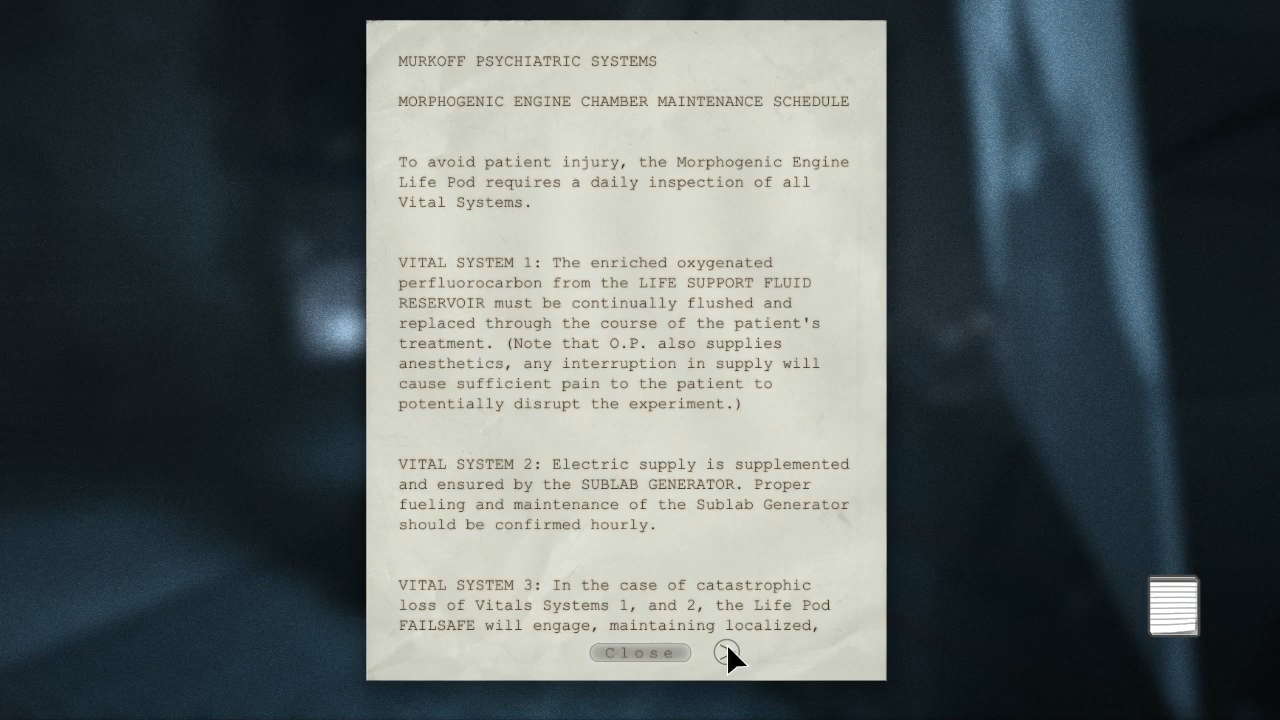 MURKOFF PSYCHIATRIC SYSTEMS
MORPHOGENIC ENGINE CHAMBER MAINTENANCE SCHEDULE
To avoid patient injury, the Morphogenic Engine
Life Pod requires a daily inspection of all
Vital Systems.
VITAL SYSTEM 1: The enriched oxygenated
perfluorocarbon from the LIFE SUPPORT FLUID
RESERVOIR must be continually flushed and
replaced through the course of the patient's
treatment. (Note that O.P. also supplies
anesthetics, any interruption in supply will
cause sufficient pain to the patient to
potentially disrupt the experiment.)
VITAL SYSTEM 2: Electric supply is supplemented
and ensured by the SUBLAB GENERATOR. Proper
fueling and maintenance of the Sublab Generator
should be confirmed hourly.
VITAL SYSTEM 3: In the case of catastrophic
loss of Vitals Systems 1, and 2, the Life Pod
FAILSAFE will engage, maintaining localized,
Close